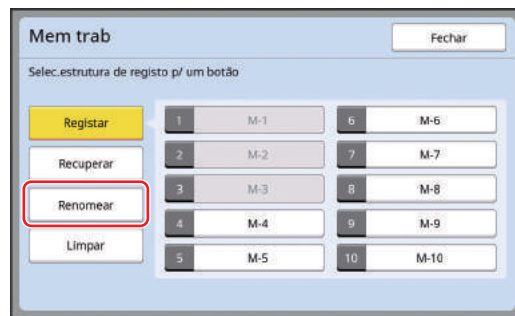 Mem trab
Fechar
Selec.estrutura de registo p/ um botão
Registar
Recuperar
Renomear
Limpar
1 M-1
2 M-2
3 M-3
4 M-4
5 M-5
6 M-6
7 M-7
8 M-8
9 M-9
10 M-10